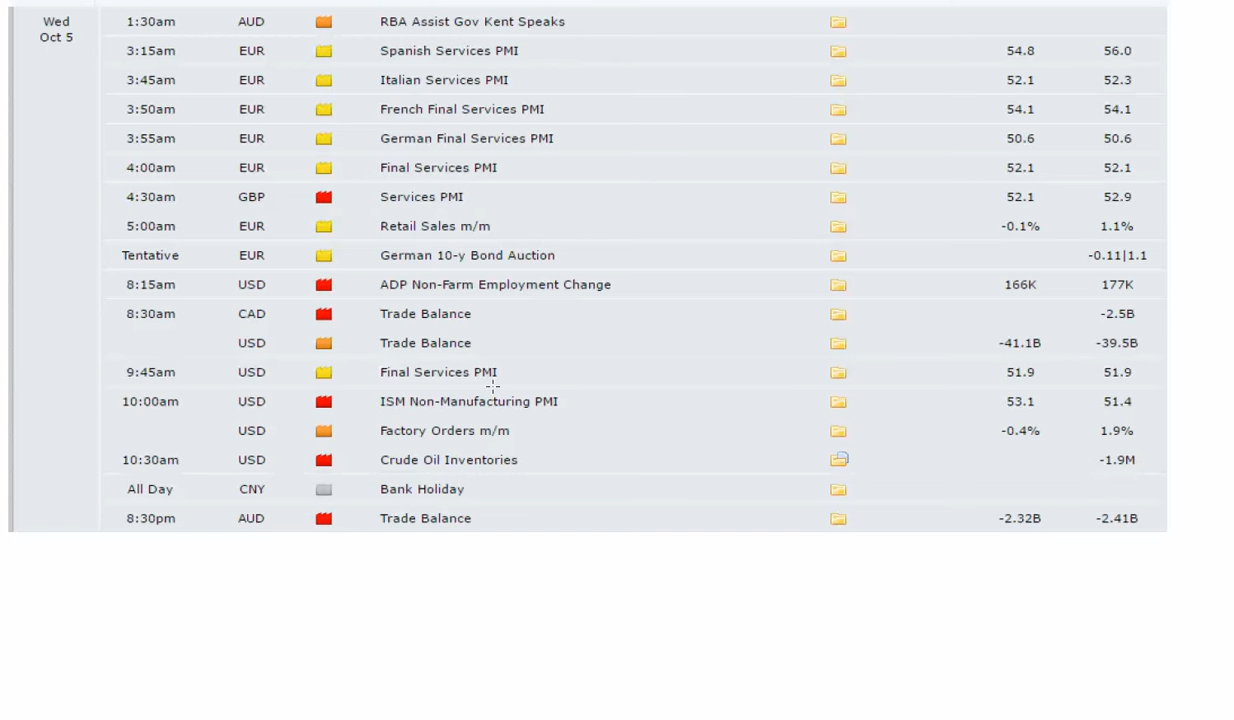 Wed
Oct 5
1:30am AUD RBA Assist Gov Kent Speaks
3:15am EUR Spanish Services PMI 54.8 56.0
3:45am EUR Italian Services PMI 52.1 52.3
3:50am EUR French Final Services PMI 54.1 54.1
3:55am EUR German Final Services PMI 50.6 50.6
4:00am EUR Final Services PMI 52.1 52.1
4:30am GBP Services PMI 52.1 52.9
5:00am EUR Retail Sales m/m -0.1% 1.1%
Tentative EUR German 10-y Bond Auction -0.11|1.1
8:15am USD ADP Non-Farm Employment Change 166K 177K
8:30am CAD Trade Balance -2.5B
USD Trade Balance -41.1B -39.5B
9:45am USD Final Services PMI 51.9 51.9
10:00am USD ISM Non-Manufacturing PMI 53.1 51.4
USD Factory Orders m/m -0.4% 1.9%
10:30am USD Crude Oil Inventories -1.9M
All Day CNY Bank Holiday
8:30pm AUD Trade Balance -2.32B -2.41B